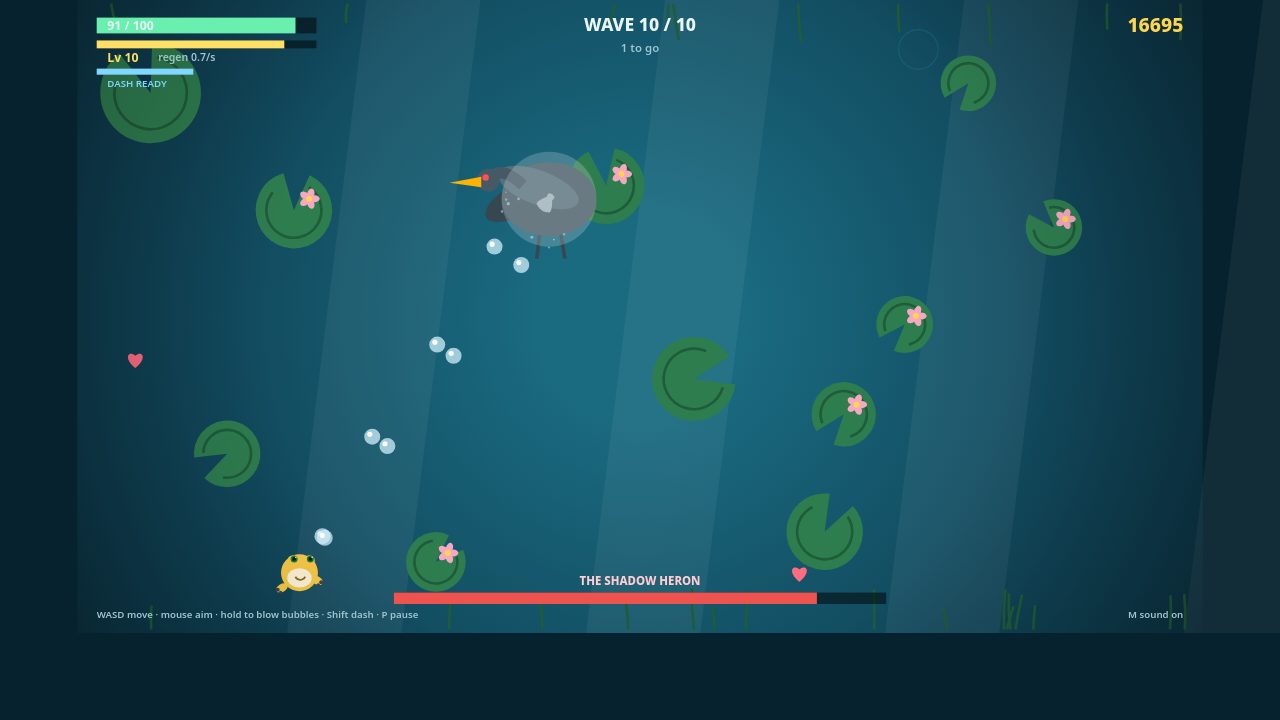 91 / 100
WAVE 10 / 10
16695
1 to go
Lv 10 regen 0.7/s
DASH READY
THE SHADOW HERON
WASD move · mouse aim · hold to blow bubbles · Shift dash · P pause
M sound on